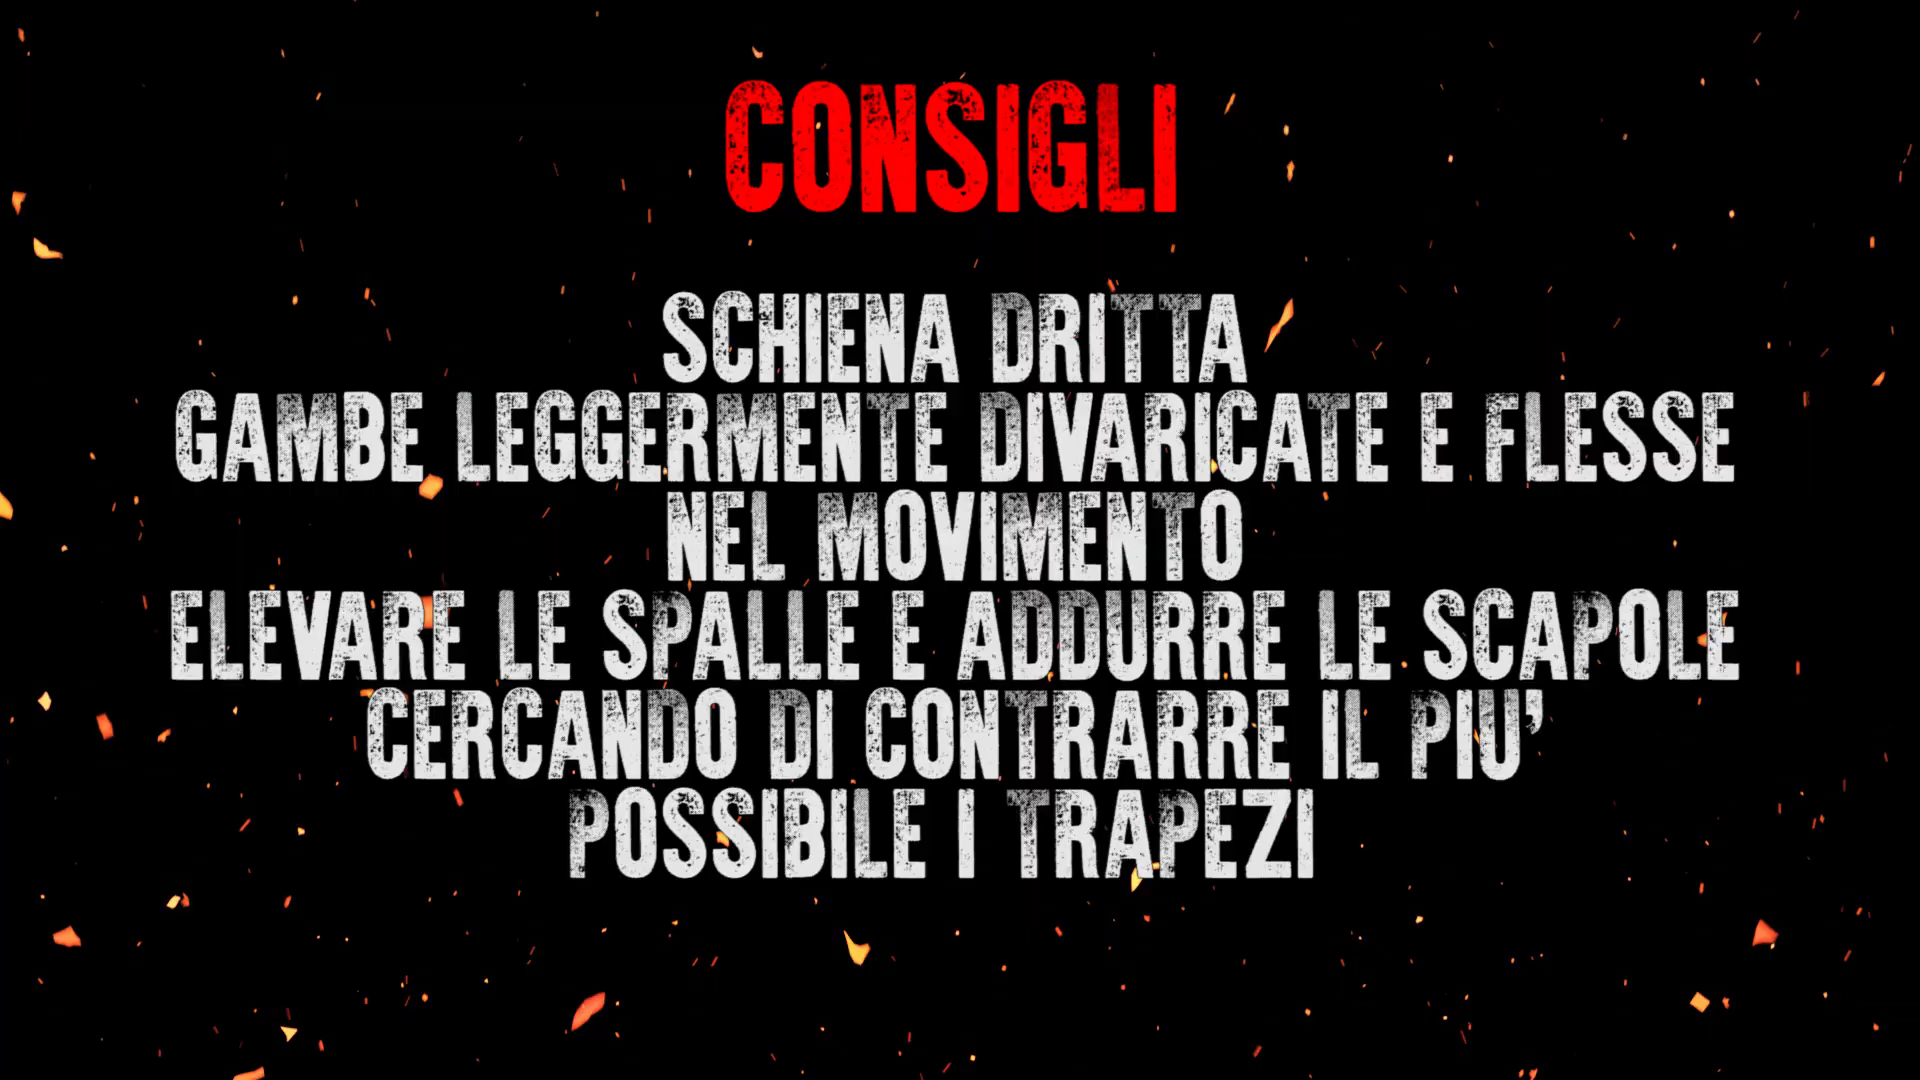 CONSIGLI
SCHIENA DRITTA
GAMBE LEGGERMENTE DIVARICATE E FLESSE
NEL MOVIMENTO
ELEVARE LE SPALLE E ADDURRE LE SCAPOLE
CERCANDO DI CONTRARRE IL PIU’
POSSIBILE I TRAPEZI